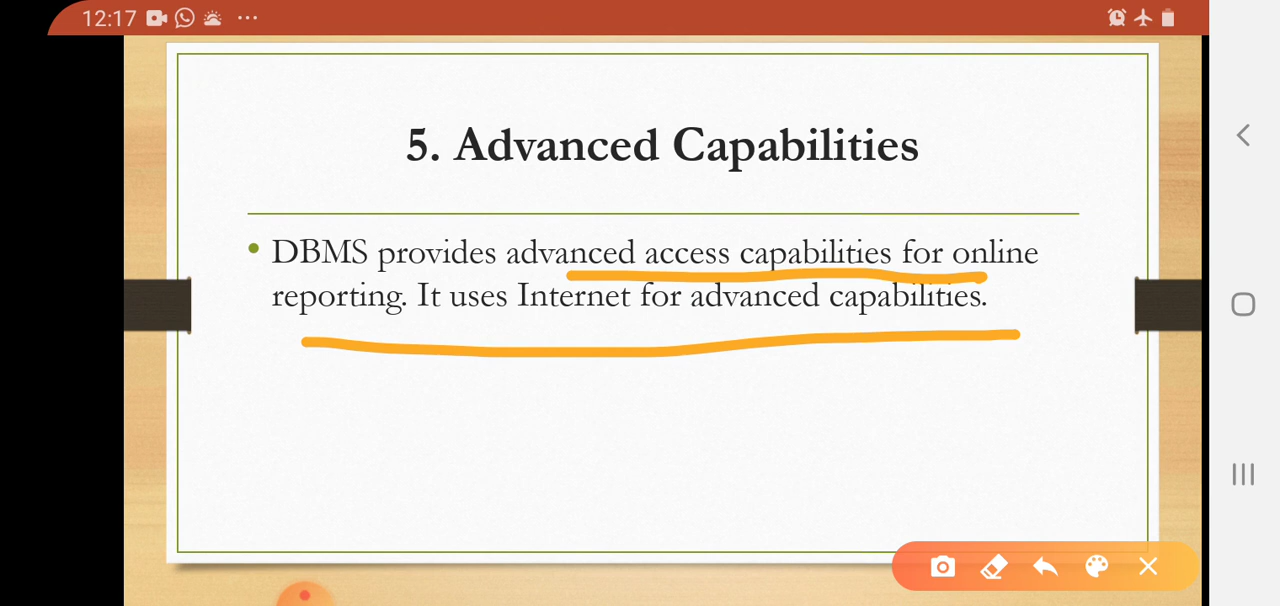 12:17
5. Advanced Capabilities
DBMS provides advanced access capabilities for online
reporting. It uses Internet for advanced capabilities.